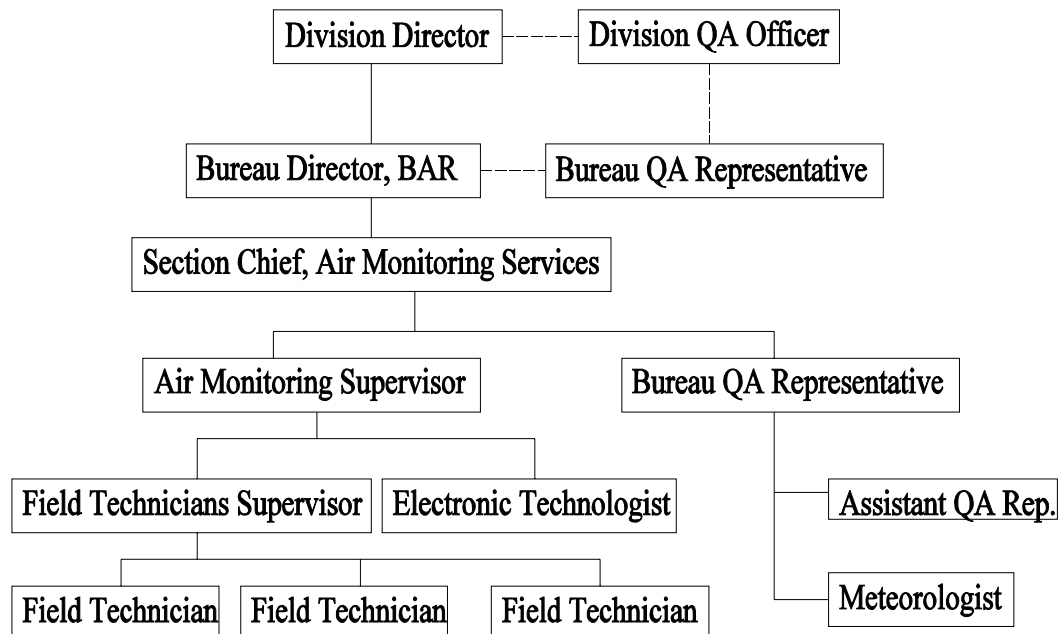 Division Director
Division QA Officer
Bureau Director, BAR
Bureau QA Representative
Section Chief, Air Monitoring Services
Air Monitoring Supervisor
Bureau QA Representative
Field Technicians Supervisor
Electronic Technologist
Assistant QA Rep.
Field Technician
Field Technician
Field Technician
Meteorologist